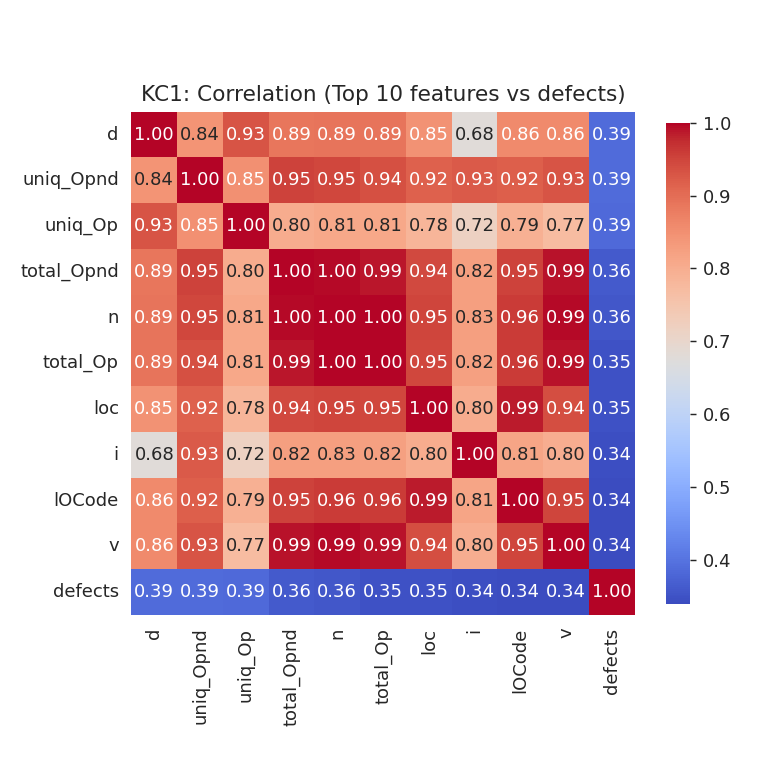 KC1: Correlation (Top 10 features vs defects)
d 1.00 0.84 0.93 0.89 0.89 0.89 0.85 0.68 0.86 0.86 0.39
uniq_Opnd 0.84 1.00 0.85 0.95 0.95 0.94 0.92 0.93 0.92 0.93 0.39
uniq_Op 0.93 0.85 1.00 0.80 0.81 0.81 0.78 0.72 0.79 0.77 0.39
total_Opnd 0.89 0.95 0.80 1.00 1.00 0.99 0.94 0.82 0.95 0.99 0.36
n 0.89 0.95 0.81 1.00 1.00 1.00 0.95 0.83 0.96 0.99 0.36
total_Op 0.89 0.94 0.81 0.99 1.00 1.00 0.95 0.82 0.96 0.99 0.35
loc 0.85 0.92 0.78 0.94 0.95 0.95 1.00 0.80 0.99 0.94 0.35
i 0.68 0.93 0.72 0.82 0.83 0.82 0.80 1.00 0.81 0.80 0.34
lOCode 0.86 0.92 0.79 0.95 0.96 0.96 0.99 0.81 1.00 0.95 0.34
v 0.86 0.93 0.77 0.99 0.99 0.99 0.94 0.80 0.95 1.00 0.34
defects 0.39 0.39 0.39 0.36 0.36 0.35 0.35 0.34 0.34 0.34 1.00
d uniq_Opnd uniq_Op total_Opnd n total_Op loc i lOCode v defects
1.0
0.9
0.8
0.7
0.6
0.5
0.4